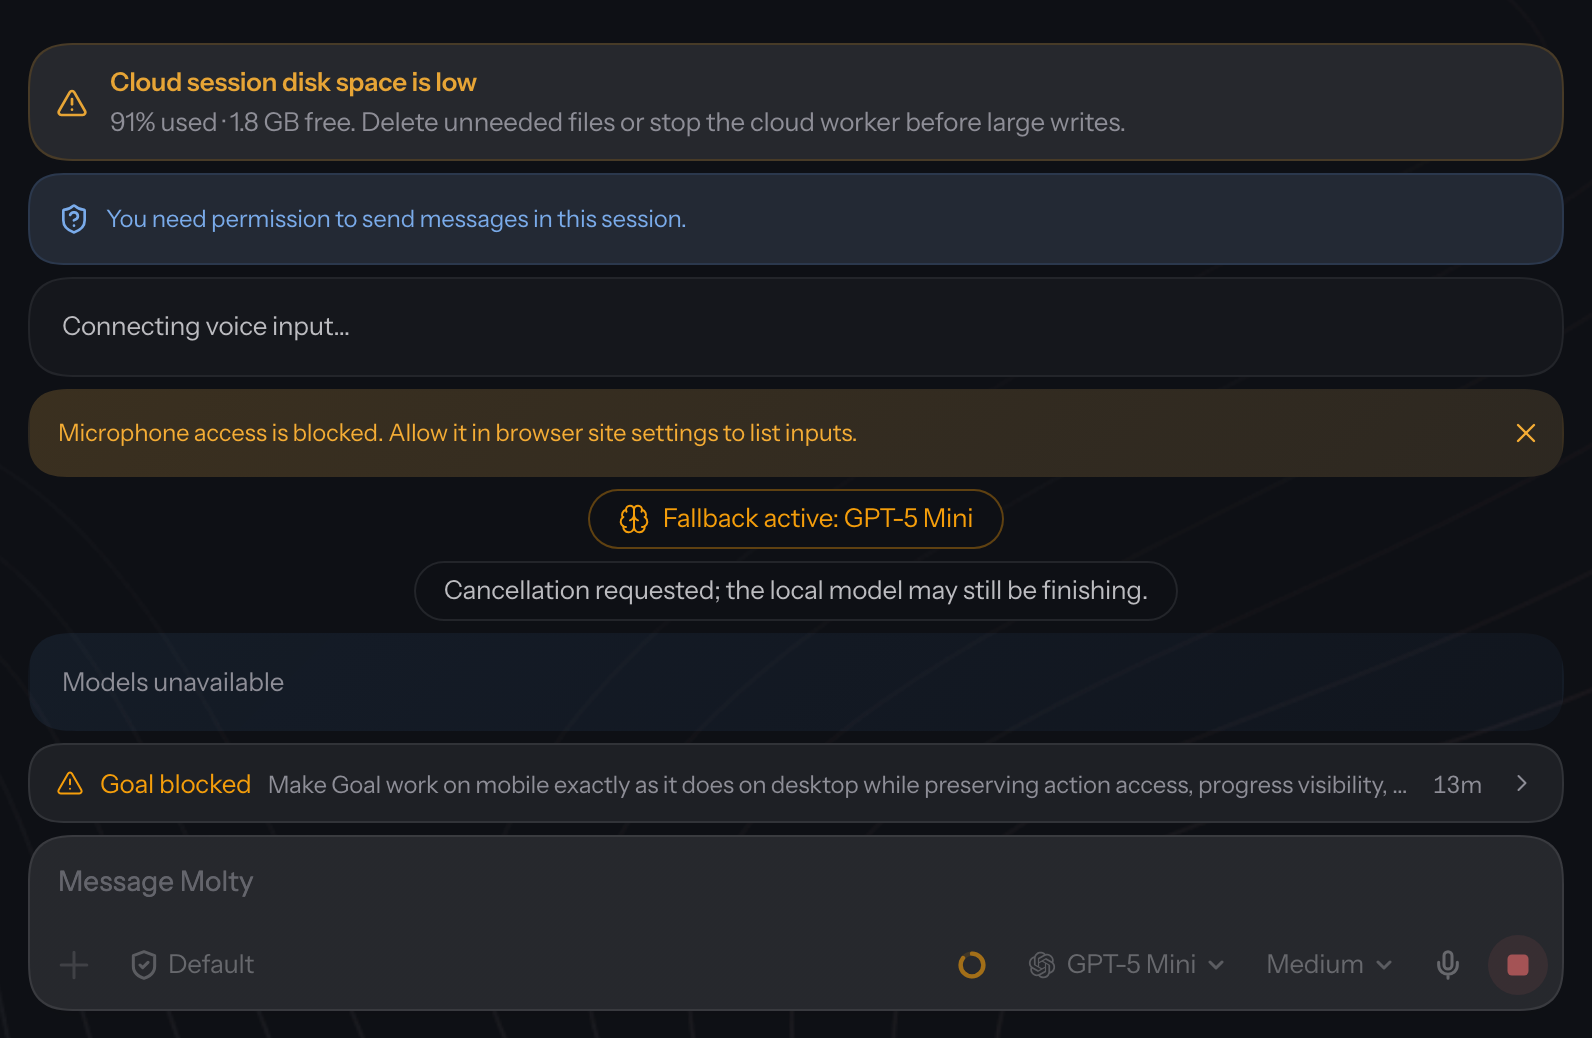 Cloud session disk space is low
91% used · 1.8 GB free. Delete unneeded files or stop the cloud worker before large writes.
You need permission to send messages in this session.
Connecting voice input...
Microphone access is blocked. Allow it in browser site settings to list inputs.
Fallback active: GPT-5 Mini
Cancellation requested; the local model may still be finishing.
Models unavailable
Goal blocked Make Goal work on mobile exactly as it does on desktop while preserving action access, progress visibility, ... 13m
Message Molty
Default GPT-5 Mini Medium